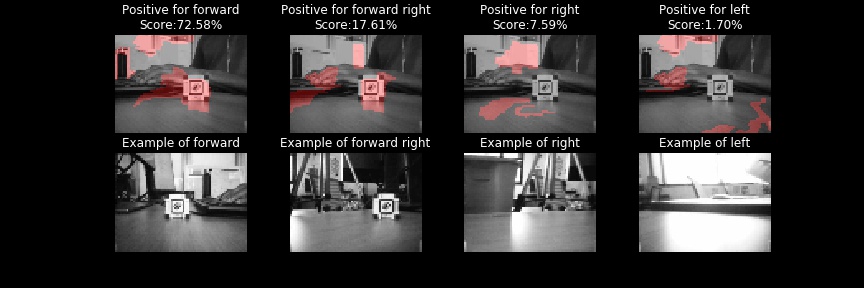 Positive for forward
Score:72.58%
Positive for forward right
Score:17.61%
Positive for right
Score:7.59%
Positive for left
Score:1.70%
Example of forward
Example of forward right
Example of right
Example of left